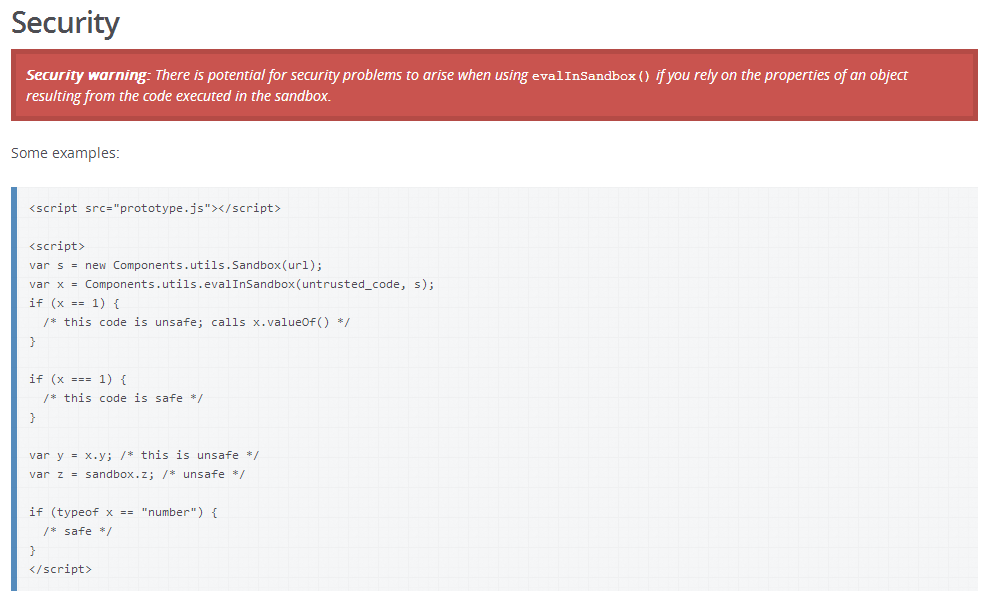 Security
Security warning: There is potential for security problems to arise when using evalInSandbox() if you rely on the properties of an object
resulting from the code executed in the sandbox.
Some examples:
<script src="prototype.js"></script>
<script>
var s = new Components.utils.Sandbox(url);
var x = Components.utils.evalInSandbox(untrusted_code, s);
if (x == 1) {
  /* this code is unsafe; calls x.valueOf() */
}
if (x === 1) {
  /* this code is safe */
}
var y = x.y; /* this is unsafe */
var z = sandbox.z; /* unsafe */
if (typeof x == "number") {
  /* safe */
}
</script>